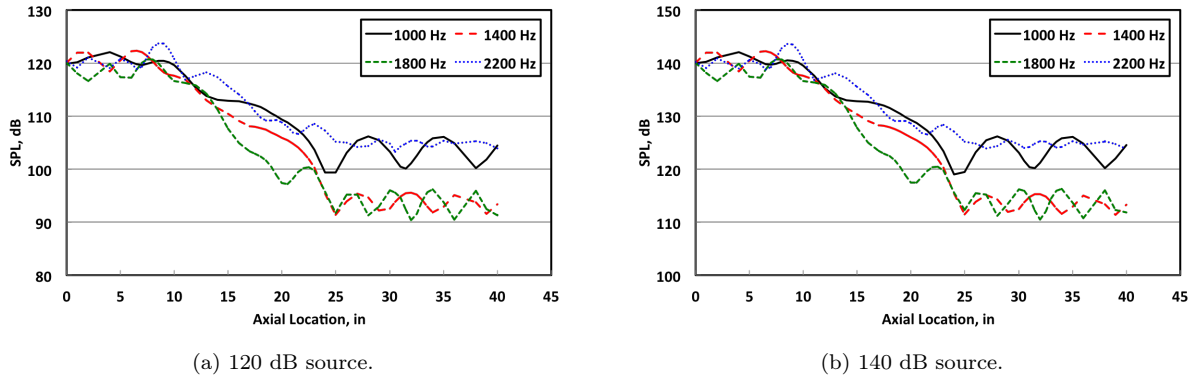 130
120
110
100
90
80
SPL, dB
1000 Hz
1400 Hz
1800 Hz
2200 Hz
0 5 10 15 20 25 30 35 40 45
Axial Location, in
(a) 120 dB source.
150
140
130
120
110
100
SPL, dB
1000 Hz
1400 Hz
1800 Hz
2200 Hz
0 5 10 15 20 25 30 35 40 45
Axial Location, in
(b) 140 dB source.